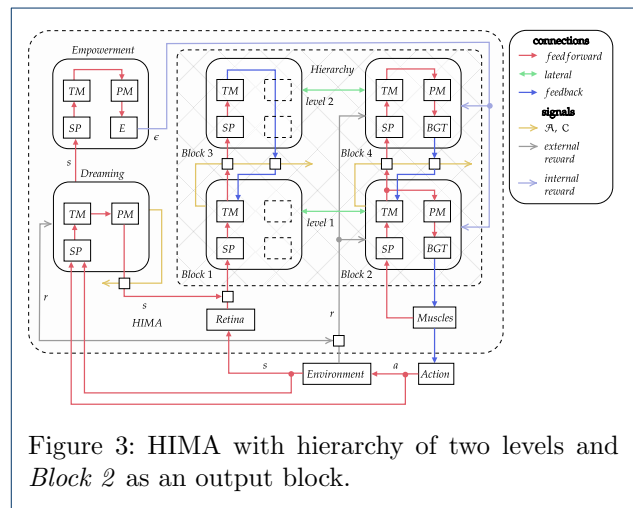 Empowerment
TM
PM
SP
E
ϵ
s
Dreaming
TM
PM
SP
r
s
HIMA
Hierarchy
TM
SP
Block 3
level 2
TM
PM
SP
BGT
Block 4
TM
SP
Block 1
level 1
TM
PM
SP
BGT
Block 2
r
Retina
Muscles
s
Environment
a
Action
connections
feedforward
lateral
feedback
signals
𝒜, C
external
reward
internal
reward
Figure 3: HIMA with hierarchy of two levels and
Block 2 as an output block.